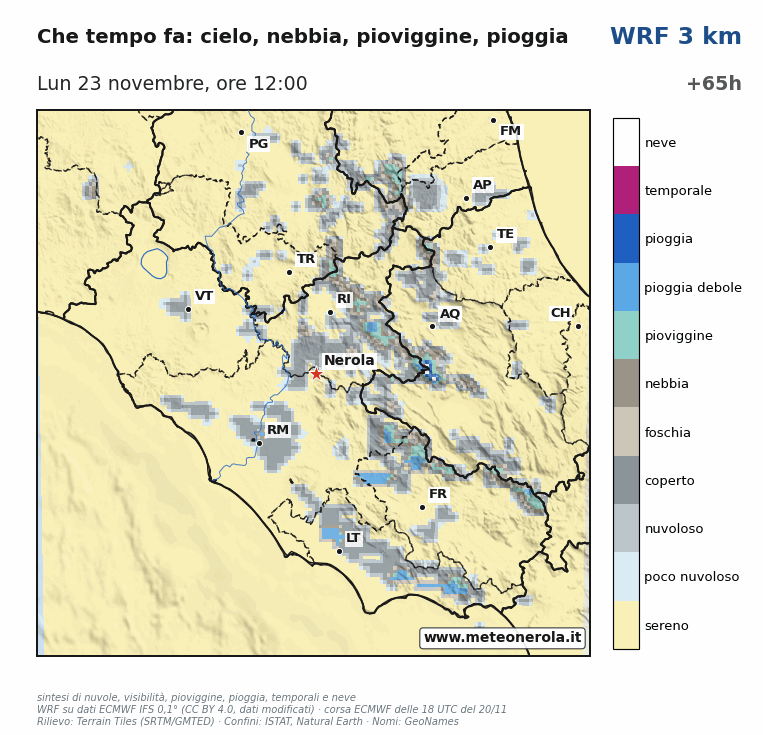 Che tempo fa: cielo, nebbia, pioviggine, pioggia
WRF 3 km
Lun 23 novembre, ore 12:00
+65h
PG
FM
AP
TE
TR
RI
VT
AQ
CH
Nerola
RM
FR
LT
www.meteonerola.it
neve
temporale
pioggia
pioggia debole
pioviggine
nebbia
foschia
coperto
nuvoloso
poco nuvoloso
sereno
sintesi di nuvole, visibilità, pioviggine, pioggia, temporali e neve
WRF su dati ECMWF IFS 0,1° (CC BY 4.0, dati modificati) · corsa ECMWF delle 18 UTC del 20/11
Rilievo: Terrain Tiles (SRTM/GMTED) · Confini: ISTAT, Natural Earth · Nomi: GeoNames